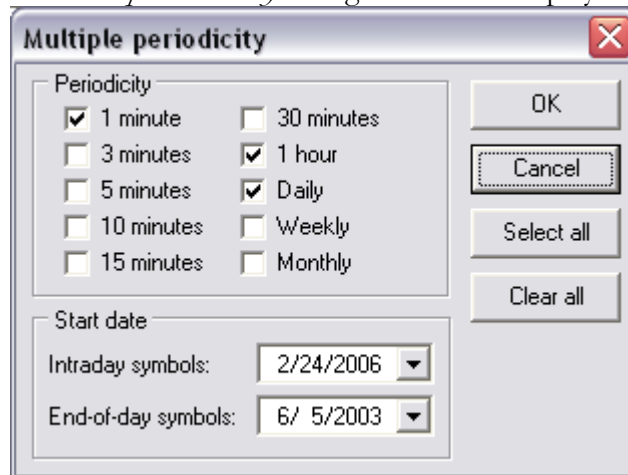 Multiple periodicity
Periodicity
1 minute
3 minutes
5 minutes
10 minutes
15 minutes
30 minutes
1 hour
Daily
Weekly
Monthly
OK
Cancel
Select all
Clear all
Start date
Intraday symbols: 2/24/2006
End-of-day symbols: 6/ 5/2003